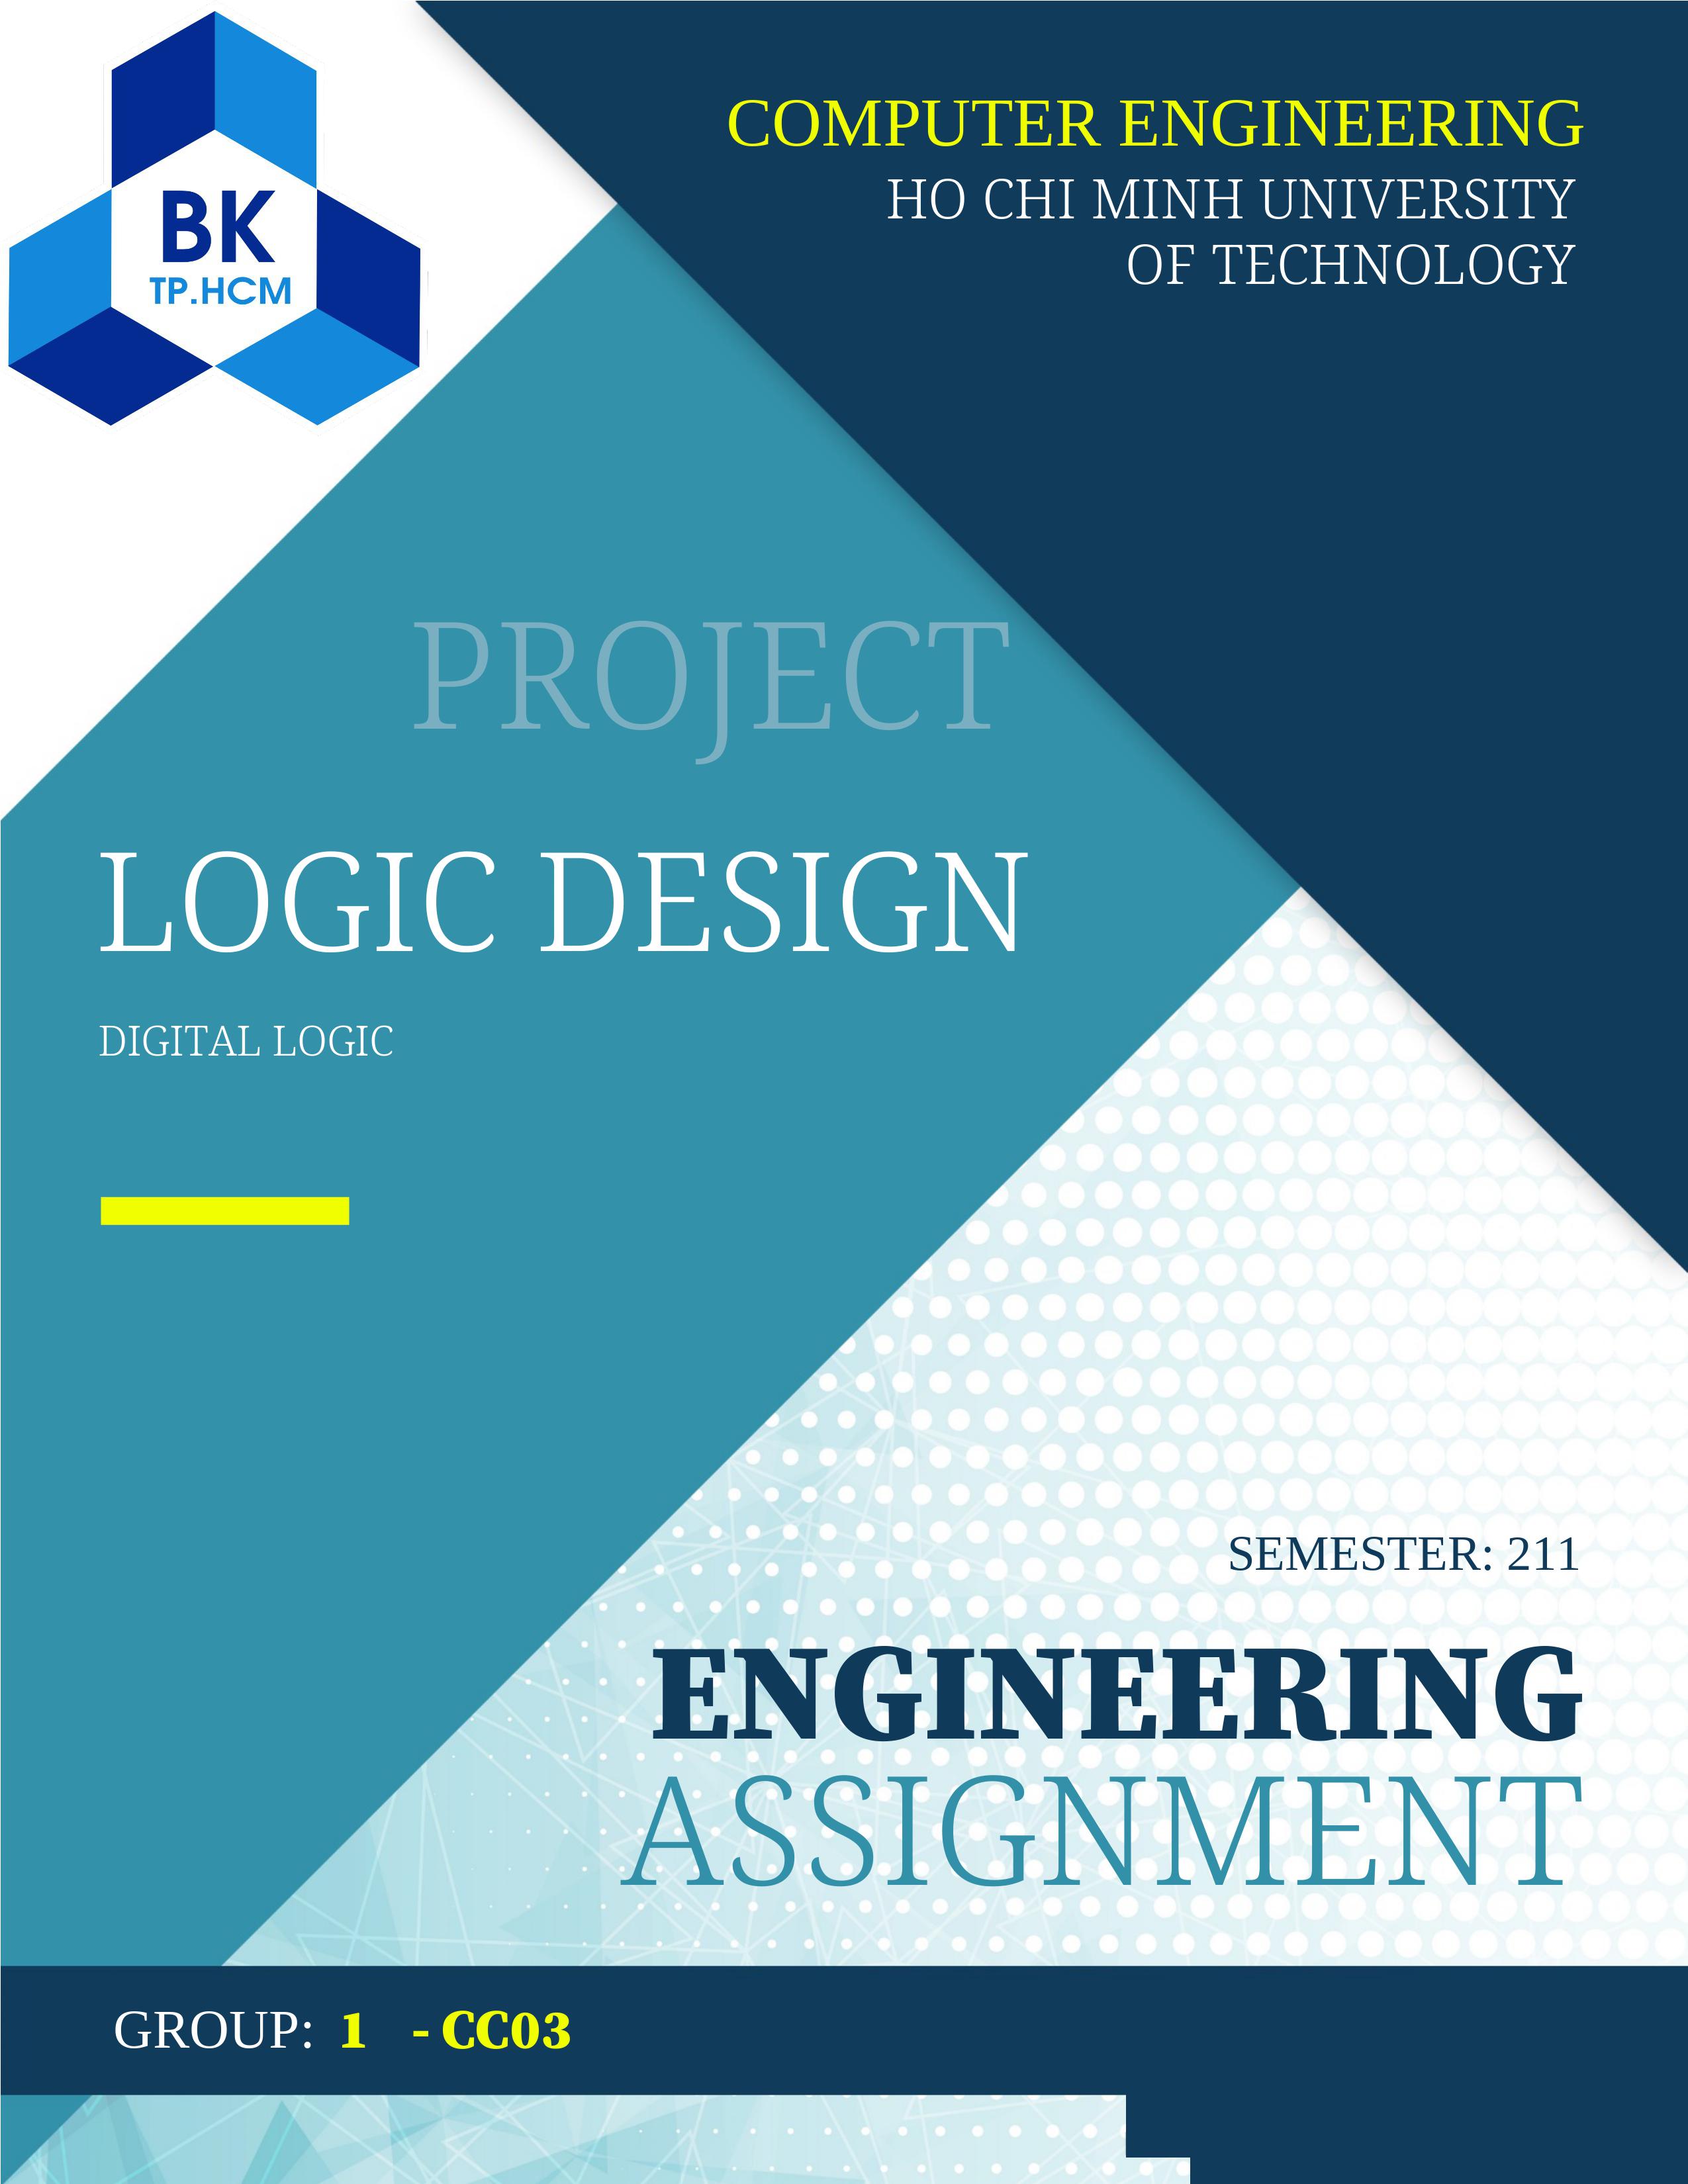 BK
TP.HCM
COMPUTER ENGINEERING
HO CHI MINH UNIVERSITY
OF TECHNOLOGY
PROJECT
LOGIC DESIGN
DIGITAL LOGIC
SEMESTER: 211
ENGINEERING
ASSIGNMENT
GROUP: 1 - CC03